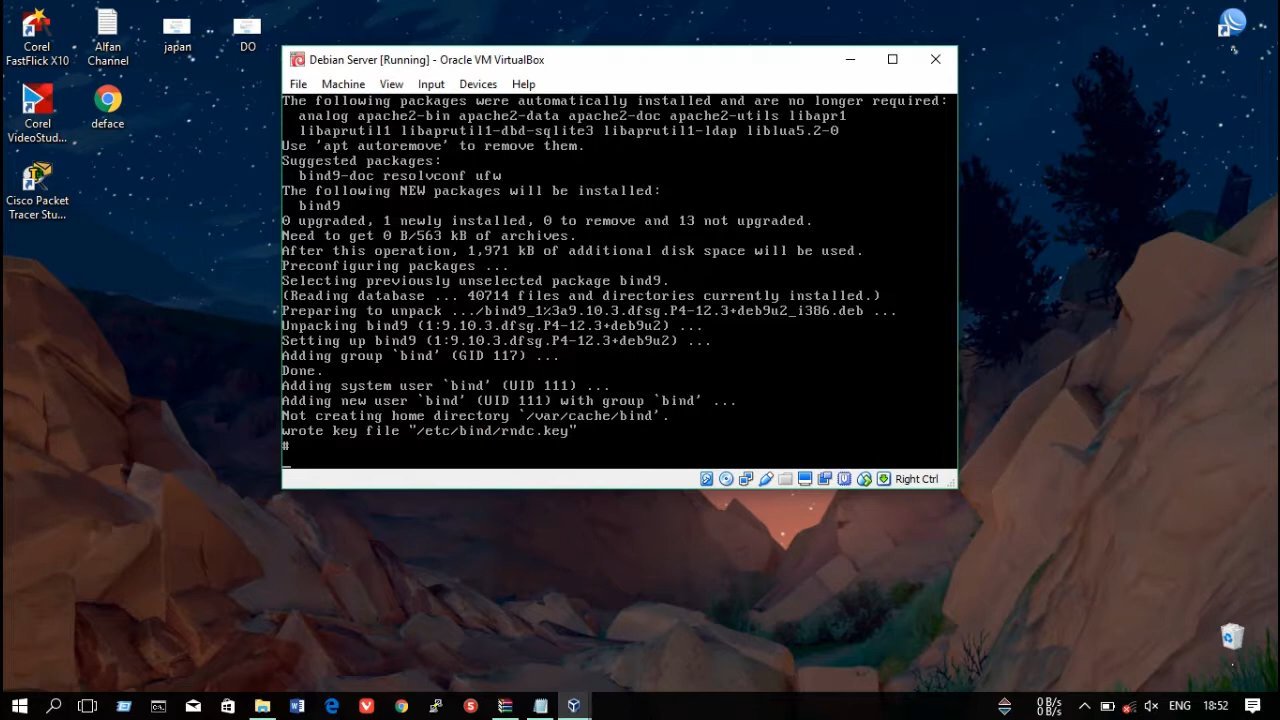 Corel
FastFlick X10
Alfan
Channel
japan
DO
Corel
VideoStud...
deface
Cisco Packet
Tracer Stu...
Debian Server [Running] - Oracle VM VirtualBox
File Machine View Input Devices Help
The following packages were automatically installed and are no longer required:
analog apache2-bin apache2-data apache2-doc apache2-utils libapr1
libaprutil1 libaprutil1-dbd-sqlite3 libaprutil1-ldap liblua5.2-0
Use 'apt autoremove' to remove them.
Suggested packages:
bind9-doc resolvconf ufw
The following NEW packages will be installed:
bind9
0 upgraded, 1 newly installed, 0 to remove and 13 not upgraded.
Need to get 0 B/563 kB of archives.
After this operation, 1,971 kB of additional disk space will be used.
Preconfiguring packages ...
Selecting previously unselected package bind9.
(Reading database ... 40714 files and directories currently installed.)
Preparing to unpack .../bind9_1%3a9.10.3.dfsg.P4-12.3+deb9u2_i386.deb ...
Unpacking bind9 (1:9.10.3.dfsg.P4-12.3+deb9u2) ...
Setting up bind9 (1:9.10.3.dfsg.P4-12.3+deb9u2) ...
Adding group `bind' (GID 117) ...
Done.
Adding system user `bind' (UID 111) ...
Adding new user `bind' (UID 111) with group `bind' ...
Not creating home directory `/var/cache/bind'.
wrote key file "/etc/bind/rndc.key"
#
Right Ctrl
0 B/s
0 B/s
ENG
18:52